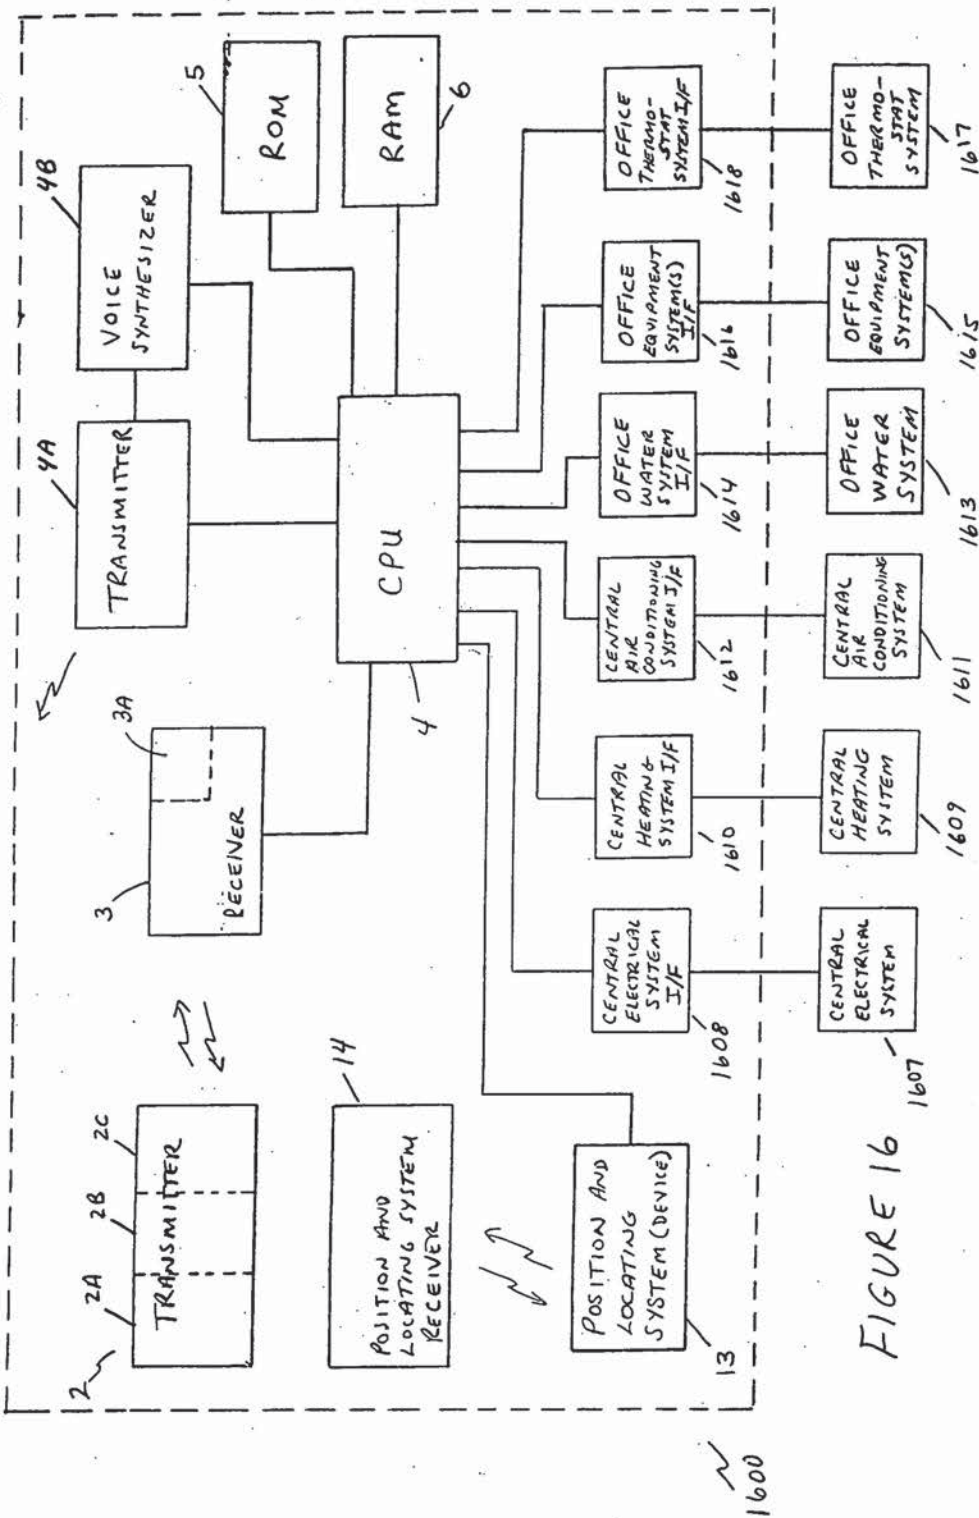 2
2A
2B
2C
TRANSMITTER
3
3A
RECEIVER
4A
TRANSMITTER
4B
VOICE
SYNTHESIZER
5
ROM
6
RAM
14
POSITION AND
LOCATING SYSTEM
RECEIVER
4
CPU
13
POSITION AND
LOCATING
SYSTEM (DEVICE)
CENTRAL
ELECTRICAL
SYSTEM
I/F
1608
CENTRAL
HEATING
SYSTEM I/F
1610
CENTRAL
AIR
CONDITIONING
SYSTEM I/F
1612
OFFICE
WATER
SYSTEM
I/F
1614
OFFICE
EQUIPMENT
SYSTEM(S)
I/F
1616
OFFICE
THERMO-
STAT
SYSTEM I/F
1618
CENTRAL
ELECTRICAL
SYSTEM
1607
CENTRAL
HEATING
SYSTEM
1609
CENTRAL
AIR
CONDITIONING
SYSTEM
1611
OFFICE
WATER
SYSTEM
1613
OFFICE
EQUIPMENT
SYSTEM(S)
1615
OFFICE
THERMO-
STAT
SYSTEM
1617
1600
FIGURE 16